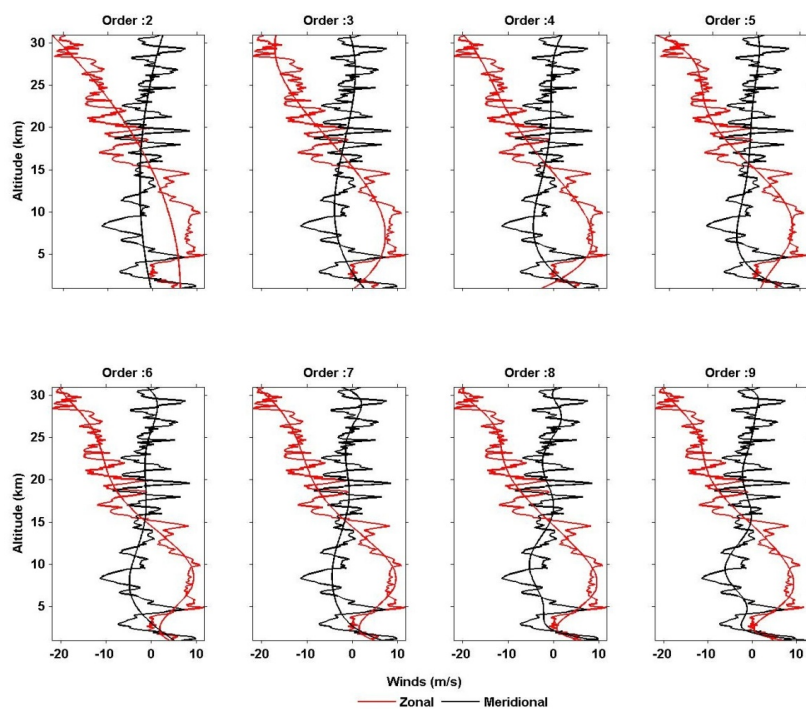 Order :2 Order :3 Order :4 Order :5
30
25
20
15
10
5
Altitude (km)
Order :6 Order :7 Order :8 Order :9
30
25
20
15
10
5
Altitude (km)
-20 -10 0 10 -20 -10 0 10 -20 -10 0 10 -20 -10 0 10
Winds (m/s)
Zonal Meridional